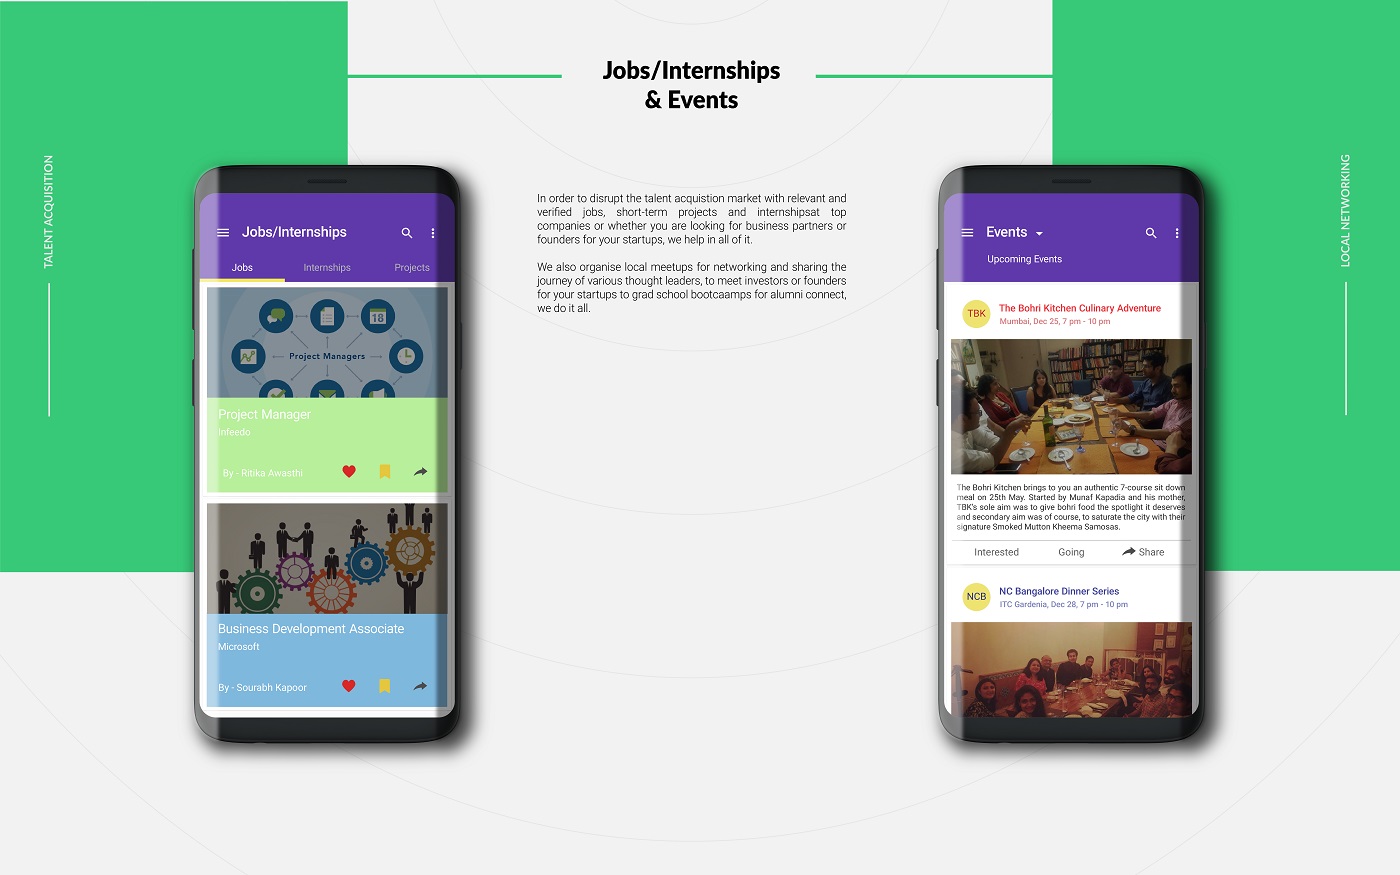 Jobs/Internships
& Events
TALENT ACQUISITION
LOCAL NETWORKING
Jobs/Internships
Jobs Internships Projects
18
Project Managers
Project Manager
Infeedo
By - Ritika Awasthi
Business Development Associate
Microsoft
By - Sourabh Kapoor
In order to disrupt the talent acquistion market with relevant and
verified jobs, short-term projects and internshipsat top
companies or whether you are looking for business partners or
founders for your startups, we help in all of it.
We also organise local meetups for networking and sharing the
journey of various thought leaders, to meet investors or founders
for your startups to grad school bootcaamps for alumni connect,
we do it all.
Events
Upcoming Events
TBK
The Bohri Kitchen Culinary Adventure
Mumbai, Dec 25, 7 pm - 10 pm
The Bohri Kitchen brings to you an authentic 7-course sit down
meal on 25th May. Started by Munaf Kapadia and his mother,
TBK's sole aim was to give bohri food the spotlight it deserves
and secondary aim was of course, to saturate the city with their
signature Smoked Mutton Kheema Samosas.
Interested Going Share
NCB
NC Bangalore Dinner Series
ITC Gardenia, Dec 28, 7 pm - 10 pm